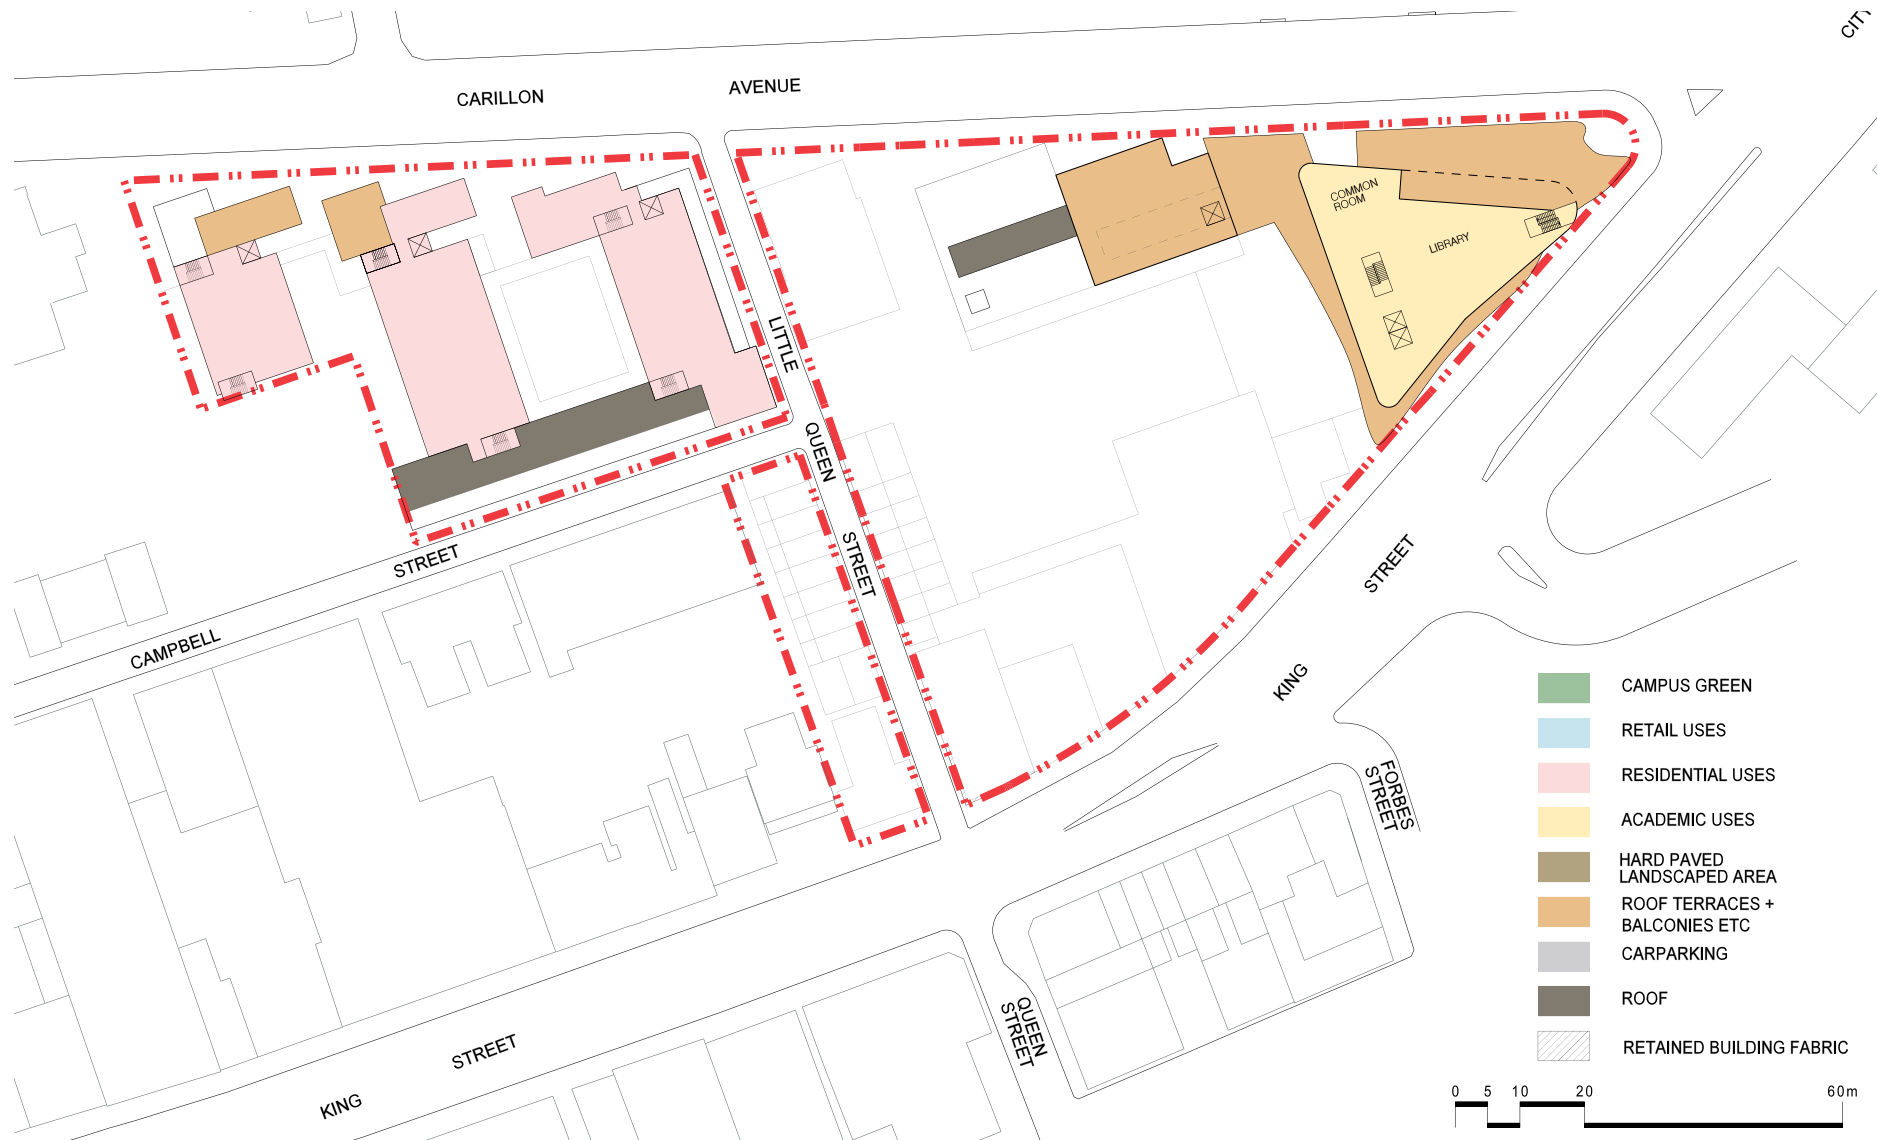 CITY
CARILLON
AVENUE
COMMON
ROOM
LIBRARY
LITTLE
QUEEN
STREET
STREET
CAMPBELL
STREET
KING
CAMPUS GREEN
RETAIL USES
RESIDENTIAL USES
ACADEMIC USES
HARD PAVED
LANDSCAPED AREA
ROOF TERRACES +
BALCONIES ETC
CARPARKING
ROOF
RETAINED BUILDING FABRIC
FORBES
STREET
QUEEN
STREET
STREET
KING
0 5 10 20 60m